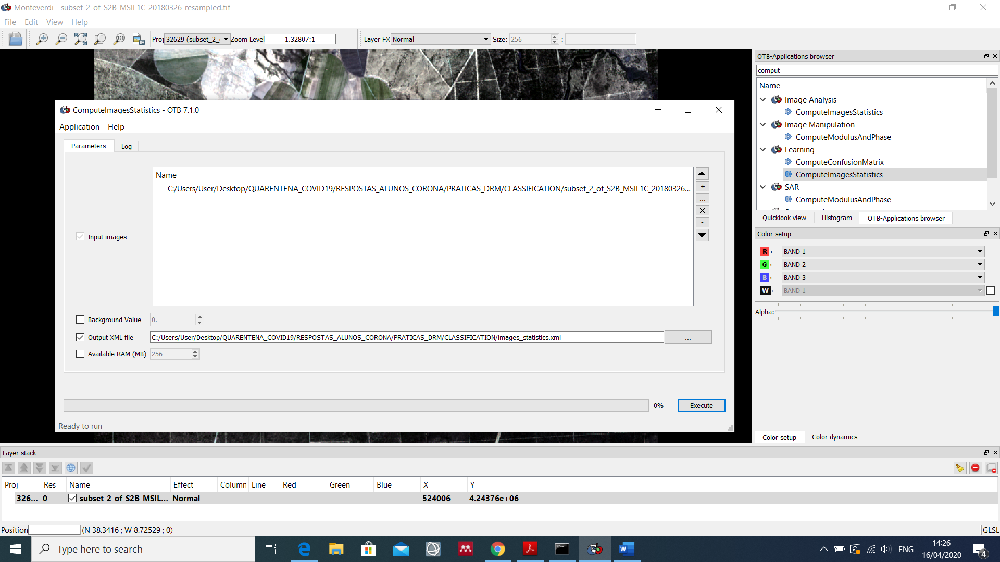 Monteverdi - subset_2_of_S2B_MSIL1C_20180326_resampled.tif
File Edit View Help
Proj 32629 (subset_2_ Zoom Level 1.32807:1 Layer FX Normal Size: 256 :
OTB-Applications browser
comput
Name
Image Analysis
ComputeImagesStatistics
Image Manipulation
ComputeModulusAndPhase
Learning
ComputeConfusionMatrix
ComputeImagesStatistics
SAR
ComputeModulusAndPhase
Quicklook view Histogram OTB-Applications browser
Color setup
R ← BAND 1
G ← BAND 2
B ← BAND 3
W ← BAND 1
Alpha:
Color setup Color dynamics
ComputeImagesStatistics - OTB 7.1.0
Application Help
Parameters Log
Name
C:/Users/User/Desktop/QUARENTENA_COVID19/RESPOSTAS_ALUNOS_CORONA/PRATICAS_DRM/CLASSIFICATION/subset_2_of_S2B_MSIL1C_20180326...
+
...
-
Input images
Background Value 0.
Output XML file C:/Users/User/Desktop/QUARENTENA_COVID19/RESPOSTAS_ALUNOS_CORONA/PRATICAS_DRM/CLASSIFICATION/images_statistics.xml ...
Available RAM (MB) 256
0% Execute
Ready to run
Layer stack
Proj Res Name Effect Column Line Red Green Blue X Y
326... 0 subset_2_of_S2B_MSIL... Normal 524006 4.24376e+06
Position (N 38.3416 ; W 8.72529 ; 0) GLSL
Type here to search
ENG
14:26
16/04/2020
4